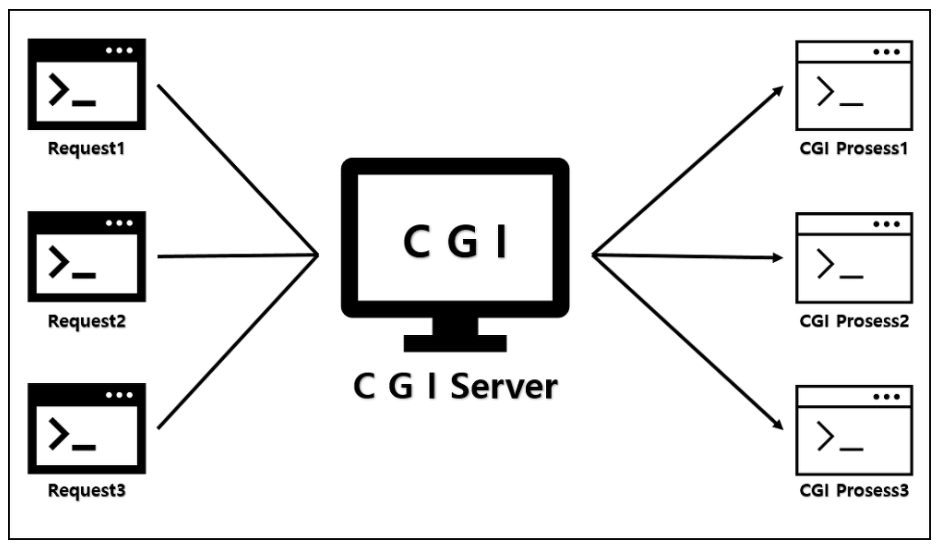 Request1
CGI Prosess1
C G I
Request2
CGI Prosess2
C G I Server
Request3
CGI Prosess3